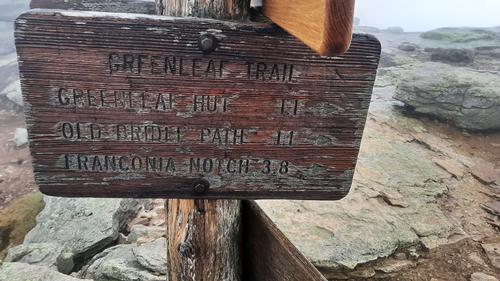 GREENLEAF TRAIL
GREENLEAF HUT 1.1
OLD BRIDLE PATH 1.1
FRANCONIA NOTCH 3.8